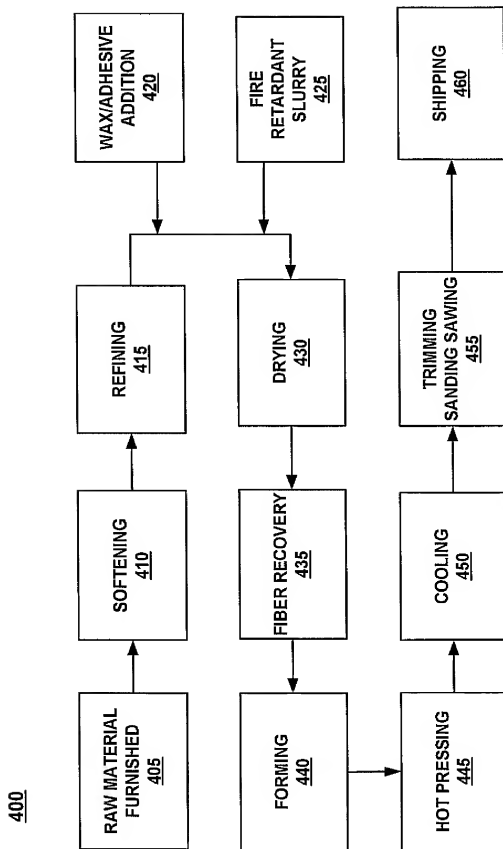 400
RAW MATERIAL
FURNISHED
405
SOFTENING
410
REFINING
415
WAX/ADHESIVE
ADDITION
420
FIRE
RETARDANT
SLURRY
425
DRYING
430
FIBER RECOVERY
435
FORMING
440
HOT PRESSING
445
COOLING
450
TRIMMING
SANDING SAWING
455
SHIPPING
460